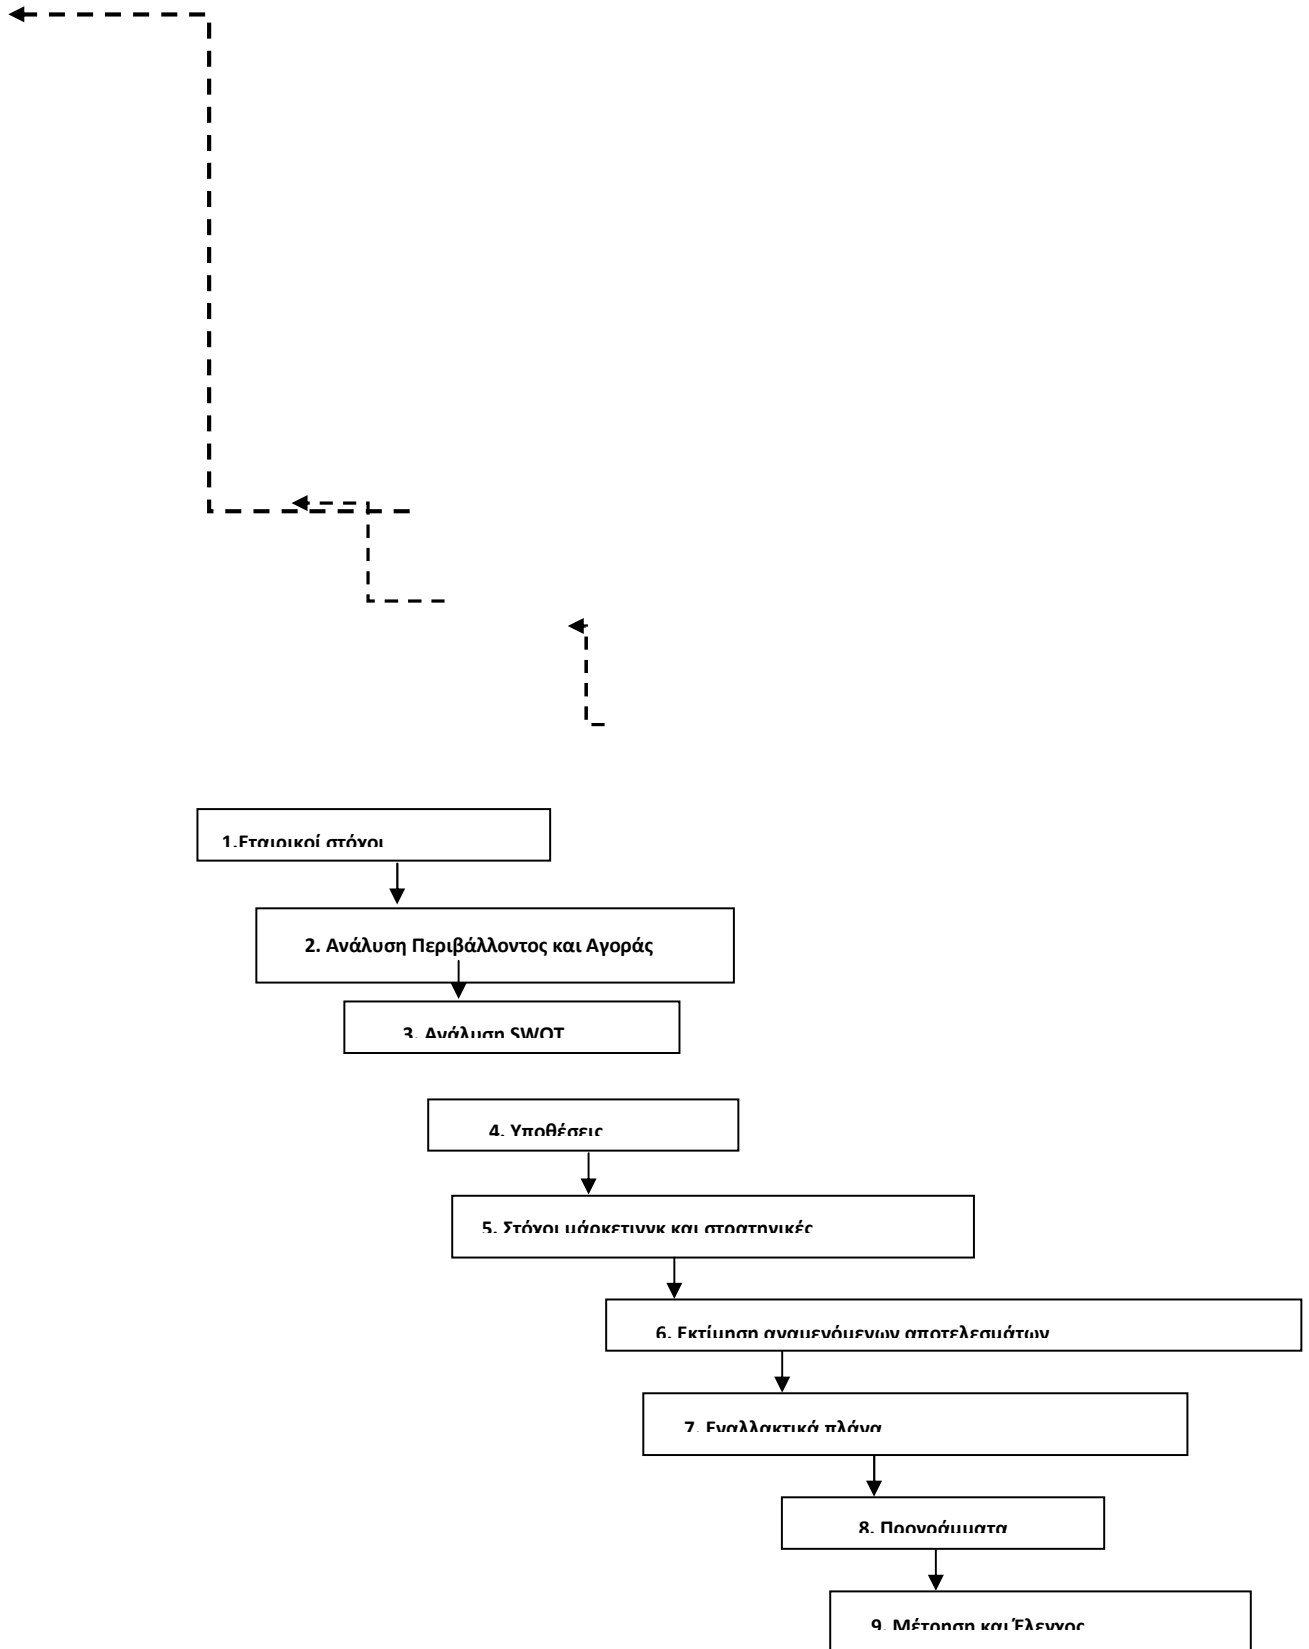 1.Εταιρικοί στόχοι
2. Ανάλυση Περιβάλλοντος και Αγοράς
3. Ανάλυση SWOT
4. Υποθέσεις
5. Στόχοι μάρκετινγκ και στρατηγικές
6. Εκτίμηση αναμενόμενων αποτελεσμάτων
7. Εναλλακτικά πλάνα
8. Προγράμματα
9. Μέτρηση και Έλεγχος